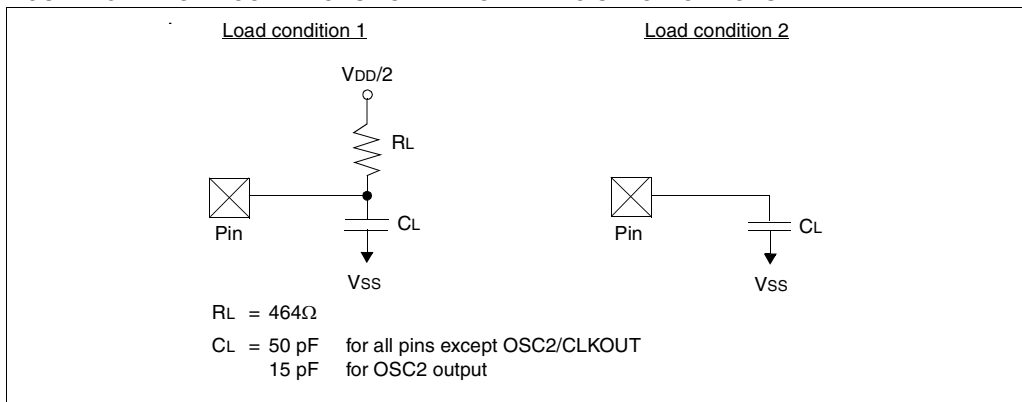 Load condition 1
Load condition 2
VDD/2
RL
Pin
CL
VSS
Pin
CL
VSS
RL = 464Ω
CL = 50 pF for all pins except OSC2/CLKOUT
15 pF for OSC2 output